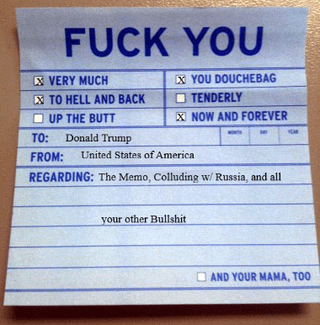 FUCK YOU
VERY MUCH
YOU DOUCHEBAG
TO HELL AND BACK
TENDERLY
UP THE BUTT
NOW AND FOREVER
TO: Donald Trump
MONTH DAY YEAR
FROM: United States of America
REGARDING: The Memo, Colluding w/ Russia, and all
your other Bullshit
AND YOUR MAMA, TOO